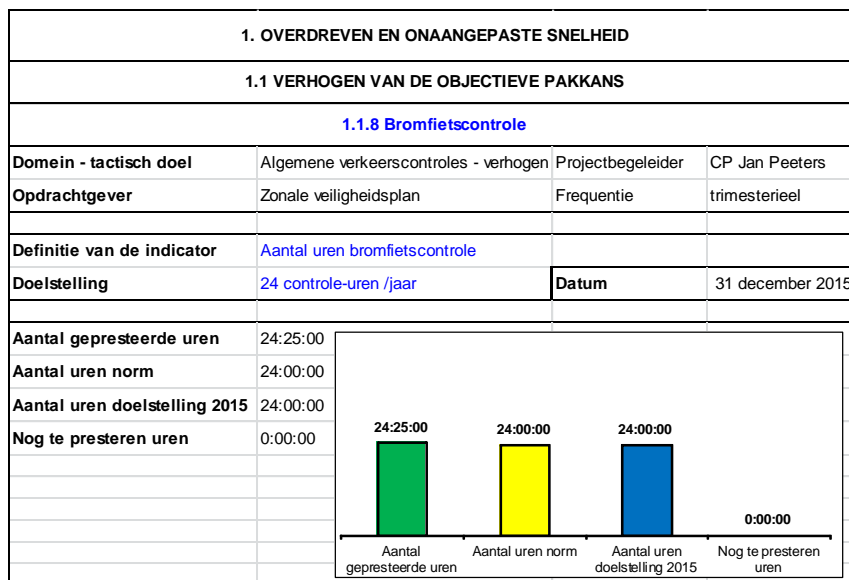 1. OVERDREVEN EN ONAANGEPASTE SNELHEID
1.1 VERHOGEN VAN DE OBJECTIEVE PAKKANS
1.1.8 Bromfietscontrole
Domein - tactisch doel Algemene verkeerscontroles - verhogen Projectbegeleider CP Jan Peeters
Opdrachtgever Zonale veiligheidsplan Frequentie trimesterieel
Definitie van de indicator Aantal uren bromfietscontrole
Doelstelling 24 controle-uren /jaar Datum 31 december 2015
Aantal gepresteerde uren 24:25:00
Aantal uren norm 24:00:00
Aantal uren doelstelling 2015 24:00:00
Nog te presteren uren 0:00:00
24:25:00 24:00:00 24:00:00 0:00:00
Aantal Aantal uren norm Aantal uren Nog te presteren
gepresteerde uren doelstelling 2015 uren